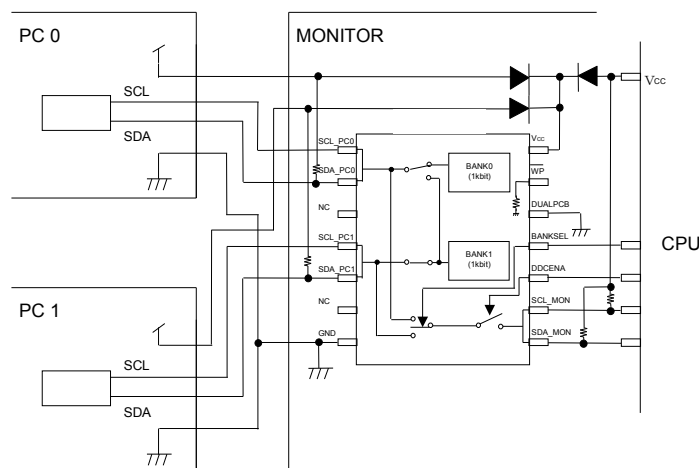 PC 0
MONITOR
SCL
SDA
Vcc
SCL_PC0
SDA_PC0
NC
SCL_PC1
SDA_PC1
NC
GND
BANK0
(1kbit)
BANK1
(1kbit)
Vcc
WP
DUALPCB
BANKSEL
DDCENA
SCL_MON
SDA_MON
CPU
PC 1
SCL
SDA